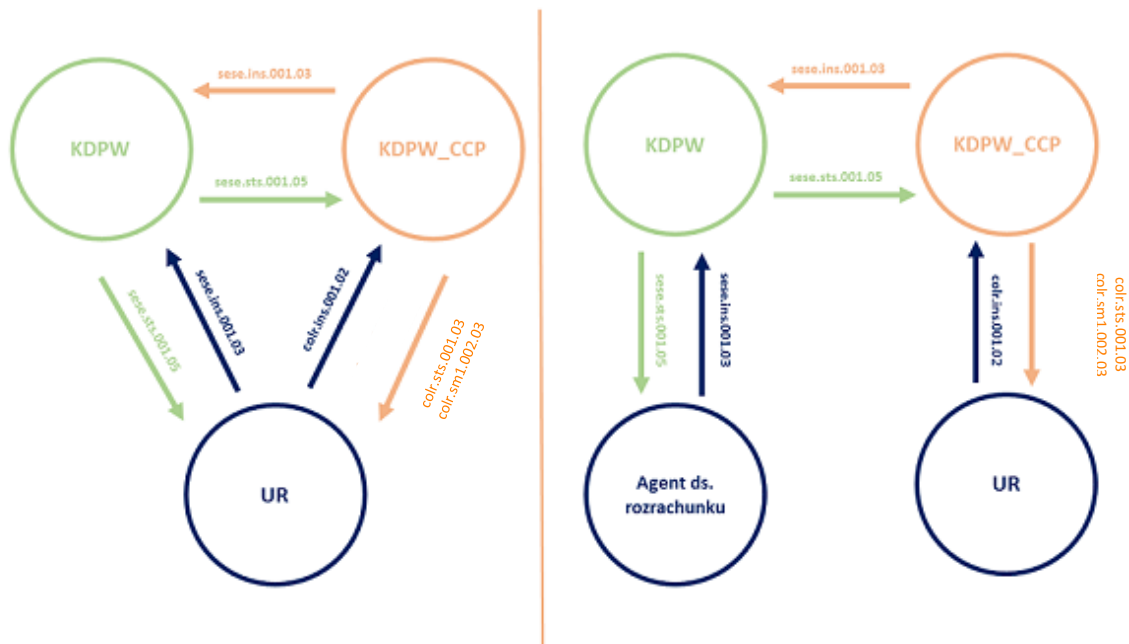 sese.ins.001.03
KDPW
KDPW_CCP
sese.sts.001.05
sese.sts.001.05
sese.ins.001.03
colr.ins.001.02
colr.sts.001.03
colr.sm1.002.03
UR
sese.ins.001.03
KDPW
KDPW_CCP
sese.sts.001.05
sese.sts.001.05
sese.ins.001.03
colr.ins.001.02
colr.sts.001.03
colr.sm1.002.03
Agent ds.
rozrachunku
UR